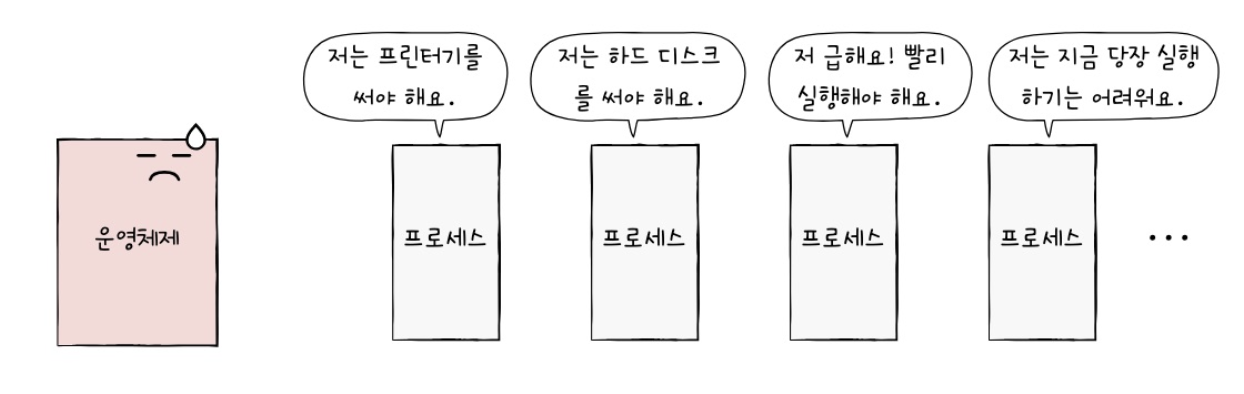 저는 프린터기를
써야 해요.
저는 하드 디스크
를 써야 해요.
저 급해요! 빨리
실행해야 해요.
저는 지금 당장 실행
하기는 어려워요.
운영체제
프로세스
프로세스
프로세스
프로세스
...